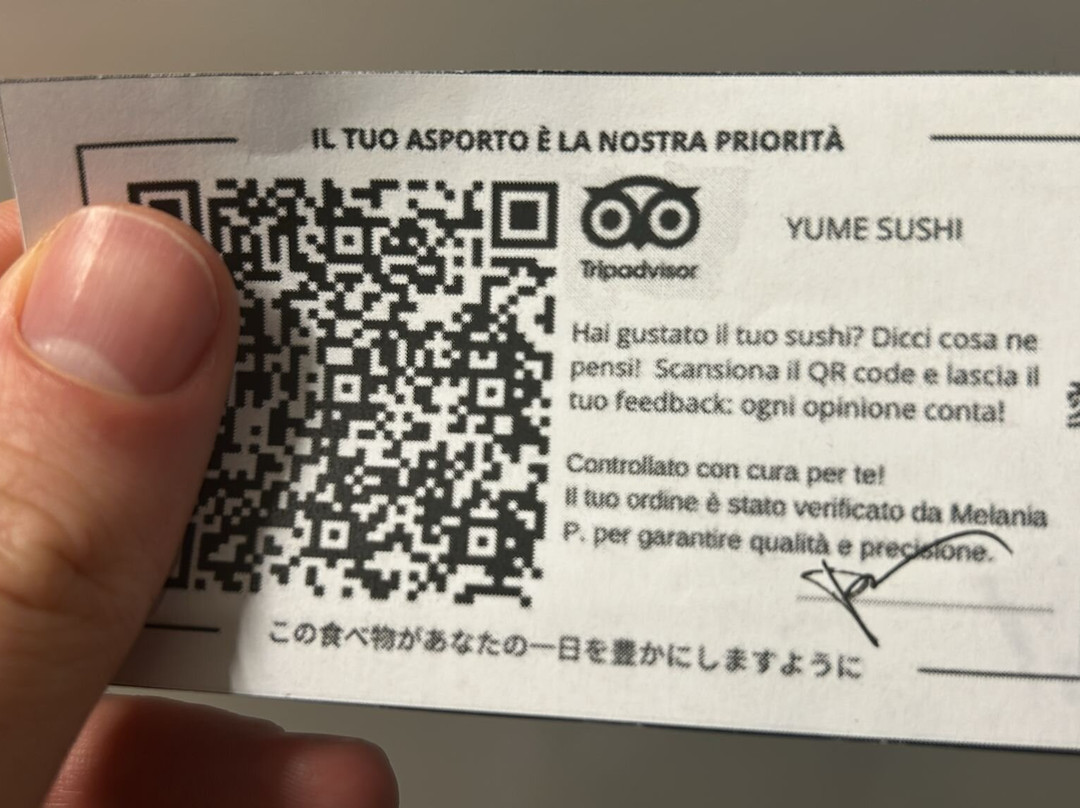 IL TUO ASPORTO È LA NOSTRA PRIORITÀ
Tripadvisor
YUME SUSHI
Hai gustato il tuo sushi? Dicci cosa ne
pensi! Scansiona il QR code e lascia il
tuo feedback: ogni opinione conta!
Controllato con cura per te!
Il tuo ordine è stato verificato da Melania
P. per garantire qualità e precisione.
この食べ物があなたの一日を豊かにしますように